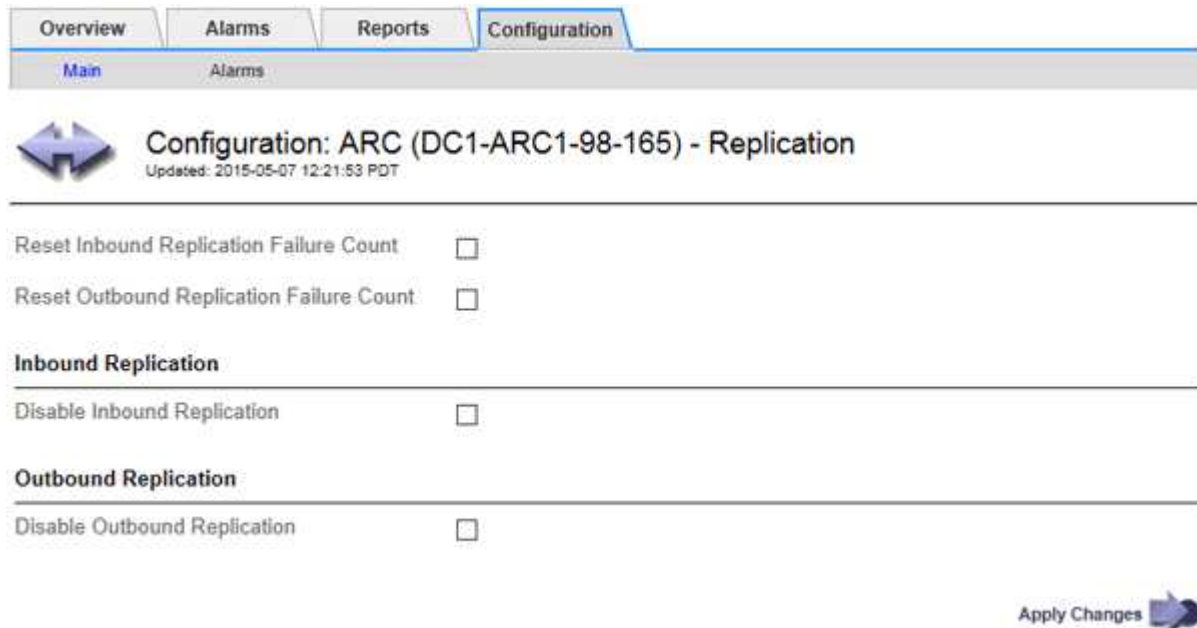 Overview Alarms Reports Configuration
Main Alarms
Configuration: ARC (DC1-ARC1-98-165) - Replication
Updated: 2015-05-07 12:21:53 PDT
Reset Inbound Replication Failure Count
Reset Outbound Replication Failure Count
Inbound Replication
Disable Inbound Replication
Outbound Replication
Disable Outbound Replication
Apply Changes